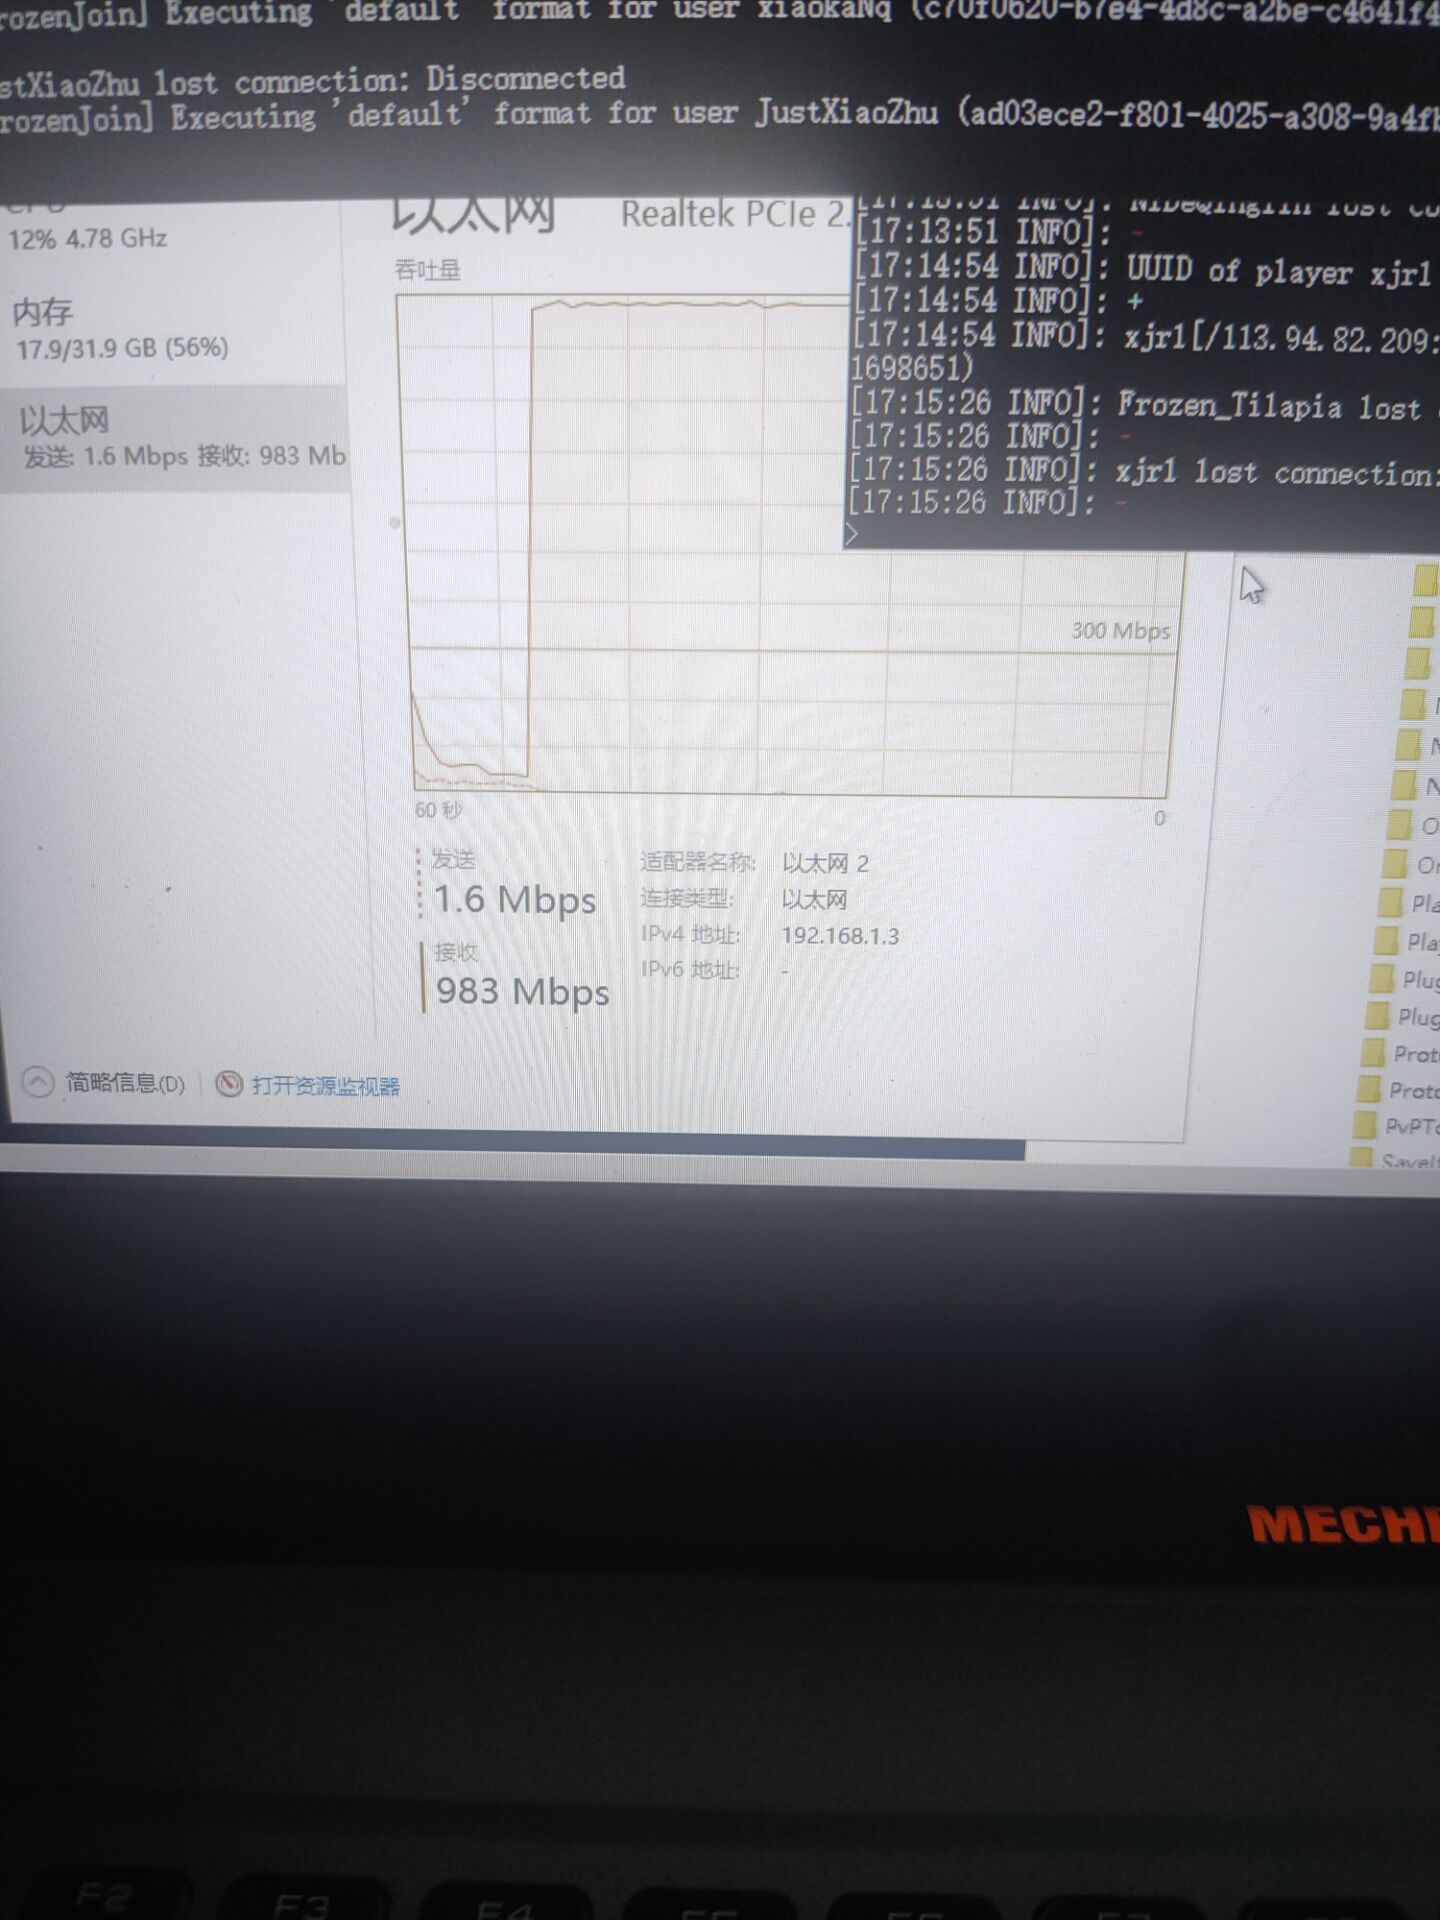 rozenJoin] Executing 'default' format for user xiaokaNq (c70f0620-b7e4-4d8c-a2be-c4641f4
stXiaoZhu lost connection: Disconnected
rozenJoin] Executing 'default' format for user JustXiaoZhu (ad03ece2-f801-4025-a308-9a4fb
CPU
12% 4.78 GHz
内存
17.9/31.9 GB (56%)
以太网
发送: 1.6 Mbps 接收: 983 Mb
以太网
Realtek PCIe 2.
吞吐量
300 Mbps
60 秒
0
发送
1.6 Mbps
接收
983 Mbps
适配器名称: 以太网 2
连接类型: 以太网
IPv4 地址: 192.168.1.3
IPv6 地址: -
简略信息(D)
打开资源监视器
lost co
[17:13:51 INFO]: -
[17:14:54 INFO]: UUID of player xjr1
[17:14:54 INFO]: +
[17:14:54 INFO]: xjr1[/113.94.82.209:
1698651)
[17:15:26 INFO]: Frozen_Tilapia lost
[17:15:26 INFO]: -
[17:15:26 INFO]: xjr1 lost connection:
[17:15:26 INFO]: -
>
N
N
O
Or
Pla
Pla
Plug
Plug
Prot
Proto
PvPTo
SaveIt
MECH
F2
F3
F4